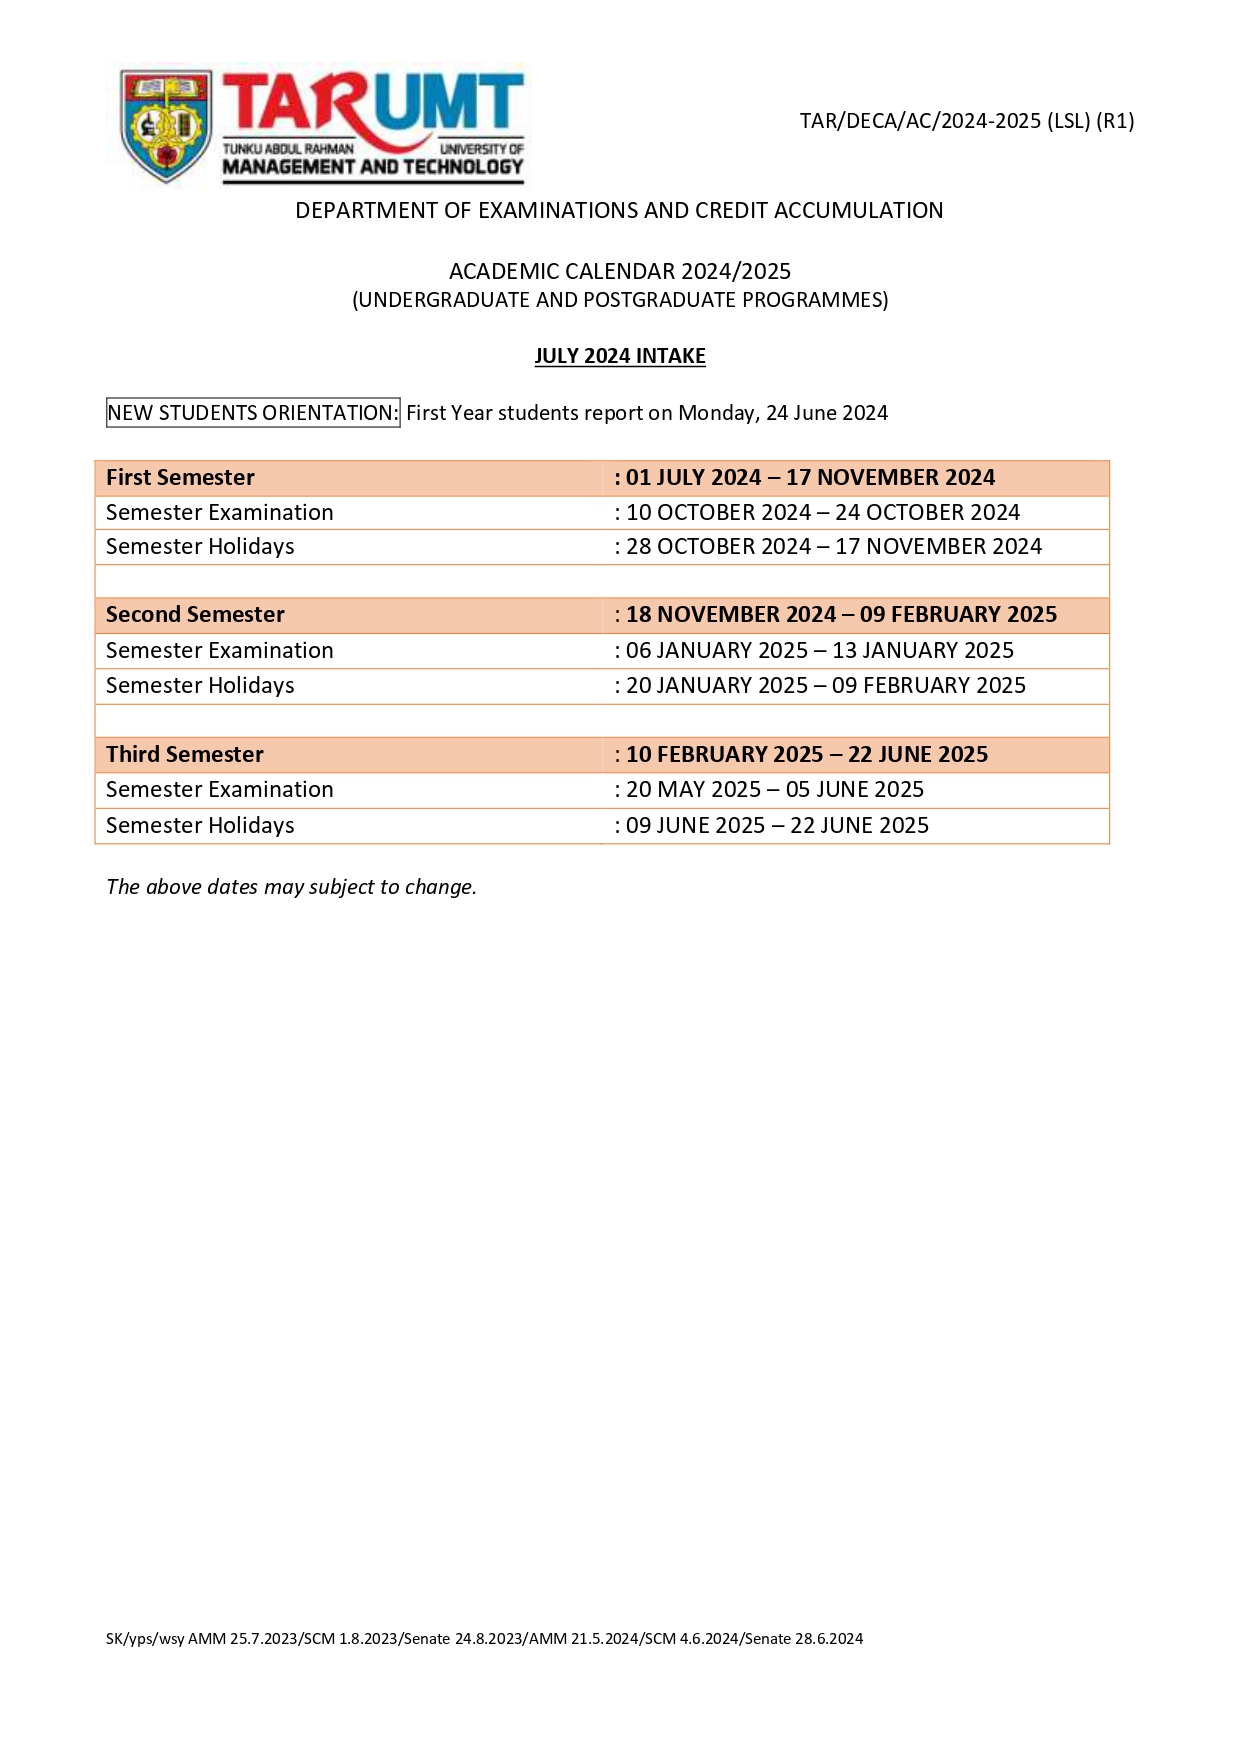 TARUMT
TUNKU ABDUL RAHMAN UNIVERSITY OF
MANAGEMENT AND TECHNOLOGY
TAR/DECA/AC/2024-2025 (LSL) (R1)
DEPARTMENT OF EXAMINATIONS AND CREDIT ACCUMULATION
ACADEMIC CALENDAR 2024/2025
(UNDERGRADUATE AND POSTGRADUATE PROGRAMMES)
JULY 2024 INTAKE
NEW STUDENTS ORIENTATION: First Year students report on Monday, 24 June 2024
First Semester : 01 JULY 2024 – 17 NOVEMBER 2024
Semester Examination : 10 OCTOBER 2024 – 24 OCTOBER 2024
Semester Holidays : 28 OCTOBER 2024 – 17 NOVEMBER 2024
Second Semester : 18 NOVEMBER 2024 – 09 FEBRUARY 2025
Semester Examination : 06 JANUARY 2025 – 13 JANUARY 2025
Semester Holidays : 20 JANUARY 2025 – 09 FEBRUARY 2025
Third Semester : 10 FEBRUARY 2025 – 22 JUNE 2025
Semester Examination : 20 MAY 2025 – 05 JUNE 2025
Semester Holidays : 09 JUNE 2025 – 22 JUNE 2025
The above dates may subject to change.
SK/yps/wsy AMM 25.7.2023/SCM 1.8.2023/Senate 24.8.2023/AMM 21.5.2024/SCM 4.6.2024/Senate 28.6.2024